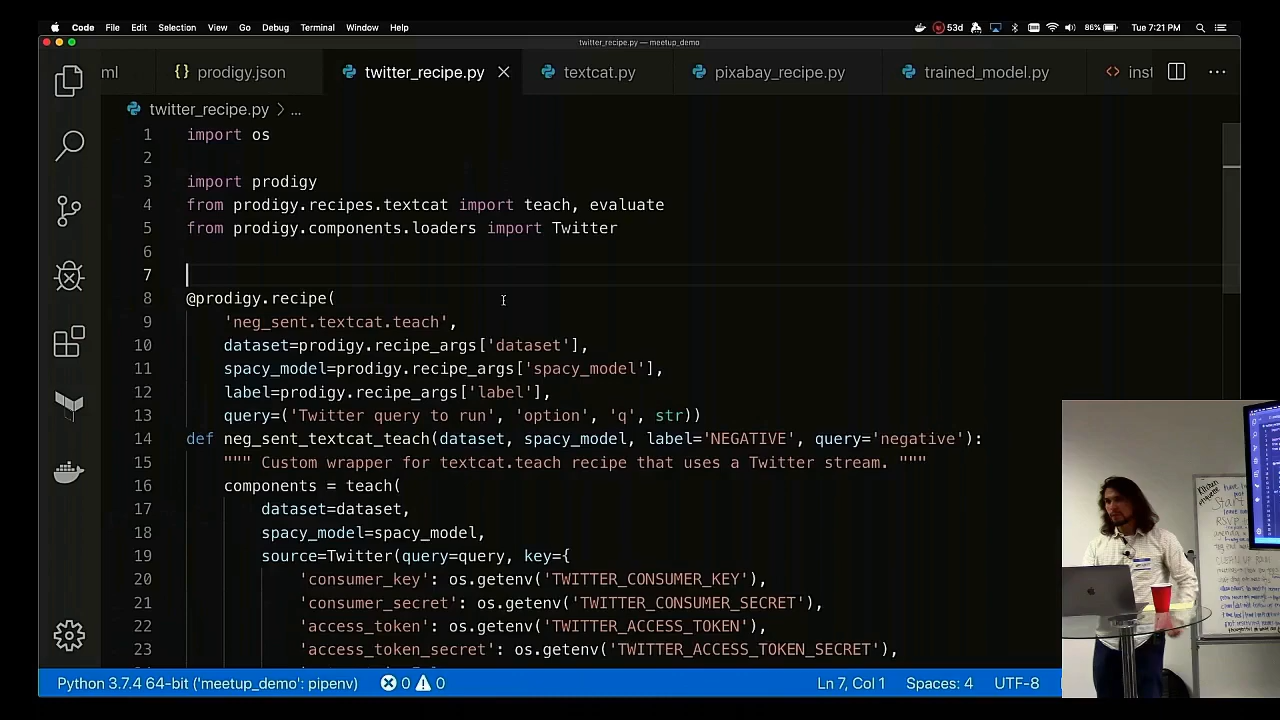 Code File Edit Selection View Go Debug Terminal Window Help 53d 86% Tue 7:21 PM
twitter_recipe.py — meetup_demo
ml {} prodigy.json twitter_recipe.py textcat.py pixabay_recipe.py trained_model.py <> inst ...
twitter_recipe.py > ...
1 import os
2
3 import prodigy
4 from prodigy.recipes.textcat import teach, evaluate
5 from prodigy.components.loaders import Twitter
6
7
8 @prodigy.recipe(
9 'neg_sent.textcat.teach',
10 dataset=prodigy.recipe_args['dataset'],
11 spacy_model=prodigy.recipe_args['spacy_model'],
12 label=prodigy.recipe_args['label'],
13 query=('Twitter query to run', 'option', 'q', str))
14 def neg_sent_textcat_teach(dataset, spacy_model, label='NEGATIVE', query='negative'):
15 """ Custom wrapper for textcat.teach recipe that uses a Twitter stream. """
16 components = teach(
17 dataset=dataset,
18 spacy_model=spacy_model,
19 source=Twitter(query=query, key={
20 'consumer_key': os.getenv('TWITTER_CONSUMER_KEY'),
21 'consumer_secret': os.getenv('TWITTER_CONSUMER_SECRET'),
22 'access_token': os.getenv('TWITTER_ACCESS_TOKEN'),
23 'access_token_secret': os.getenv('TWITTER_ACCESS_TOKEN_SECRET'),
Python 3.7.4 64-bit ('meetup_demo': pipenv) 0 0 Ln 7, Col 1 Spaces: 4 UTF-8